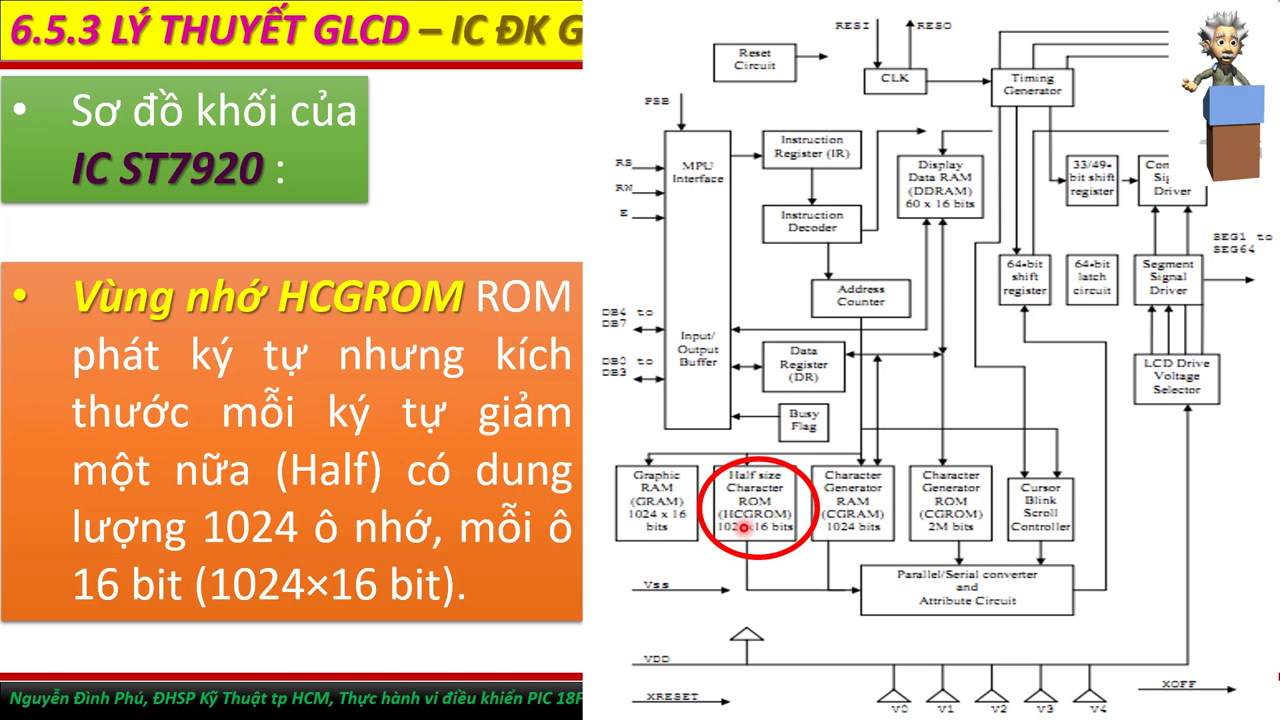 6.5.3 LÝ THUYẾT GLCD – IC ĐK G
• Sơ đồ khối của
IC ST7920 :
• Vùng nhớ HCGROM ROM
phát ký tự nhưng kích
thước mỗi ký tự giảm
một nữa (Half) có dung
lượng 1024 ô nhớ, mỗi ô
16 bit (1024×16 bit).
Nguyễn Đình Phú, ĐHSP Kỹ Thuật tp HCM, Thực hành vi điều khiển PIC 18F
RESI
RESO
Reset
Circuit
CLK
Timing
Generator
PSB
MPU
Interface
RS
RW
E
Instruction
Register (IR)
Instruction
Decoder
Display
Data RAM
(DDRAM)
60 x 16 bits
33/49-
bit shift
register
Driver
Address
Counter
64-bit
shift
register
64-bit
latch
circuit
Segment
Signal
Driver
SEG1 to
SEG64
DB4 to
DB7
DB0 to
DB3
Input/
Output
Buffer
Data
Register
(DR)
Busy
Flag
LCD Drive
Voltage
Selector
Graphic
RAM
(GRAM)
1024 x 16
bits
Half size
Character
ROM
(HCGROM)
x16 bits
Character
Generator
RAM
(CGRAM)
1024 bits
Character
Generator
ROM
(CGROM)
2M bits
Cursor
Blink
Scroll
Controller
Parallel/Serial converter
and
Attribute Circuit
Vss
VDD
XRESET
V0
V1
V2
V3
V4
XOFF